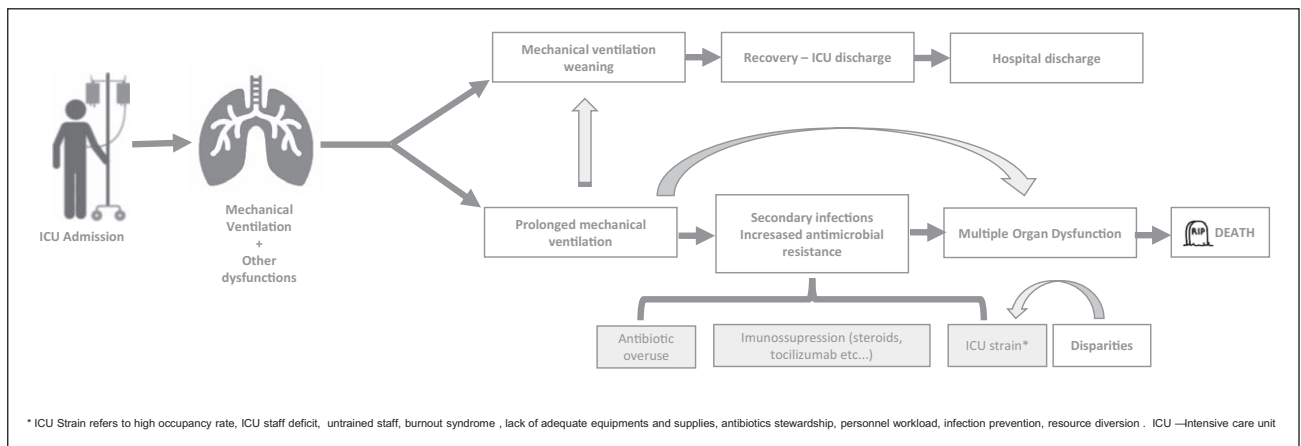 Mechanical ventilation
weaning
Recovery – ICU discharge
Hospital discharge
ICU Admission
Mechanical
Ventilation
+
Other
dysfunctions
Prolonged mechanical
ventilation
Secondary infections
Incresased antimicrobial
resistance
Multiple Organ Dysfunction
RIP
DEATH
Antibiotic
overuse
Imunossupression (steroids,
tocilizumab etc...)
ICU strain*
Disparities
* ICU Strain refers to high occupancy rate, ICU staff deficit, untrained staff, burnout syndrome , lack of adequate equipments and supplies, antibiotics stewardship, personnel workload, infection prevention, resource diversion . ICU —Intensive care unit